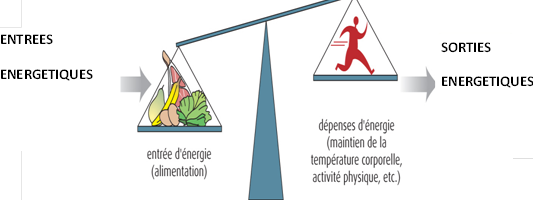 ENTREES
ENERGETIQUES
entrée d'énergie
(alimentation)
dépenses d'énergie
(maintien de la
température corporelle,
activité physique, etc.)
SORTIES
ENERGETIQUES